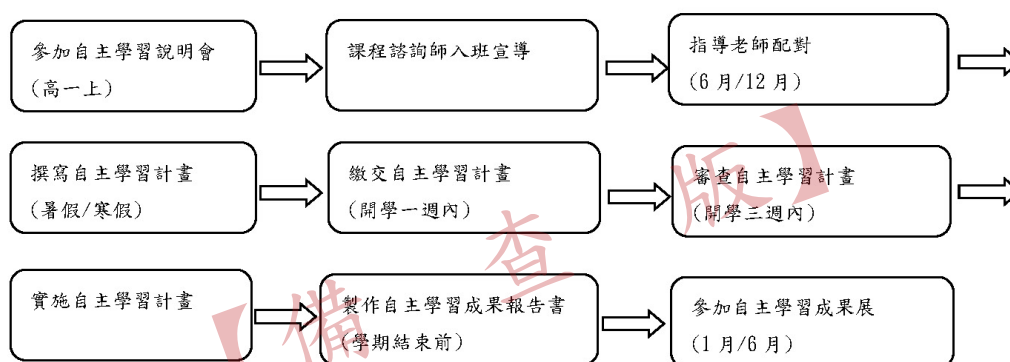 參加自主學習說明會
(高一上)
課程諮詢師入班宣導
指導老師配對
(6 月/12 月)
撰寫自主學習計畫
(暑假/寒假)
繳交自主學習計畫
(開學一週內)
審查自主學習計畫
(開學三週內)
實施自主學習計畫
製作自主學習成果報告書
(學期結束前)
參加自主學習成果展
(1 月/6 月)
【備查版】